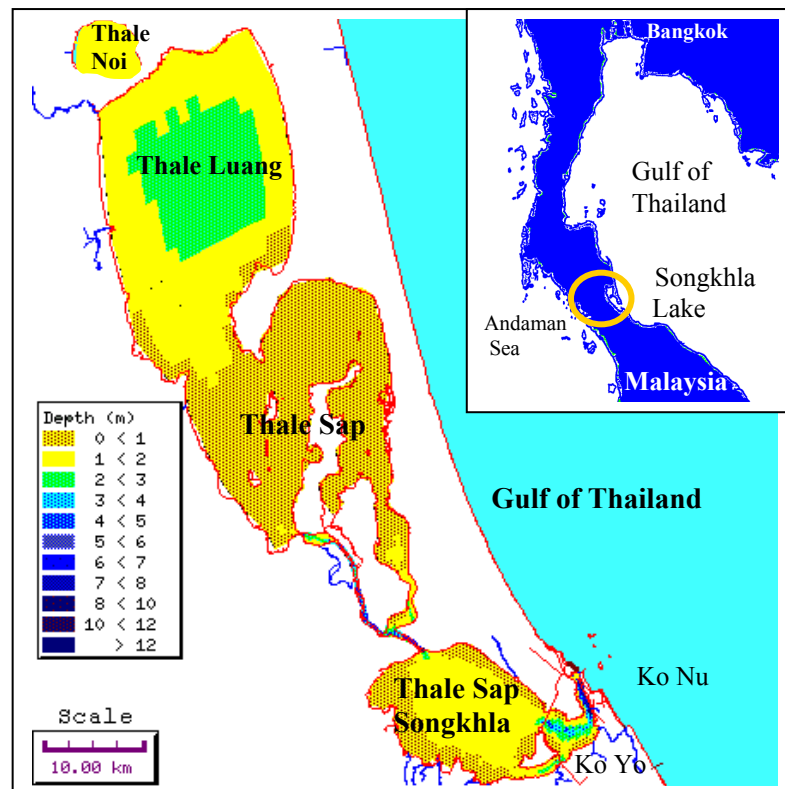 Thale
Noi
Thale Luang
Thale Sap
Gulf of Thailand
Thale Sap
Songkhla
Ko Nu
Ko Yo
Bangkok
Gulf of
Thailand
Songkhla
Lake
Andaman
Sea
Malaysia
Depth (m)
0 < 1
1 < 2
2 < 3
3 < 4
4 < 5
5 < 6
6 < 7
7 < 8
8 < 10
10 < 12
> 12
Scale
10.00 km